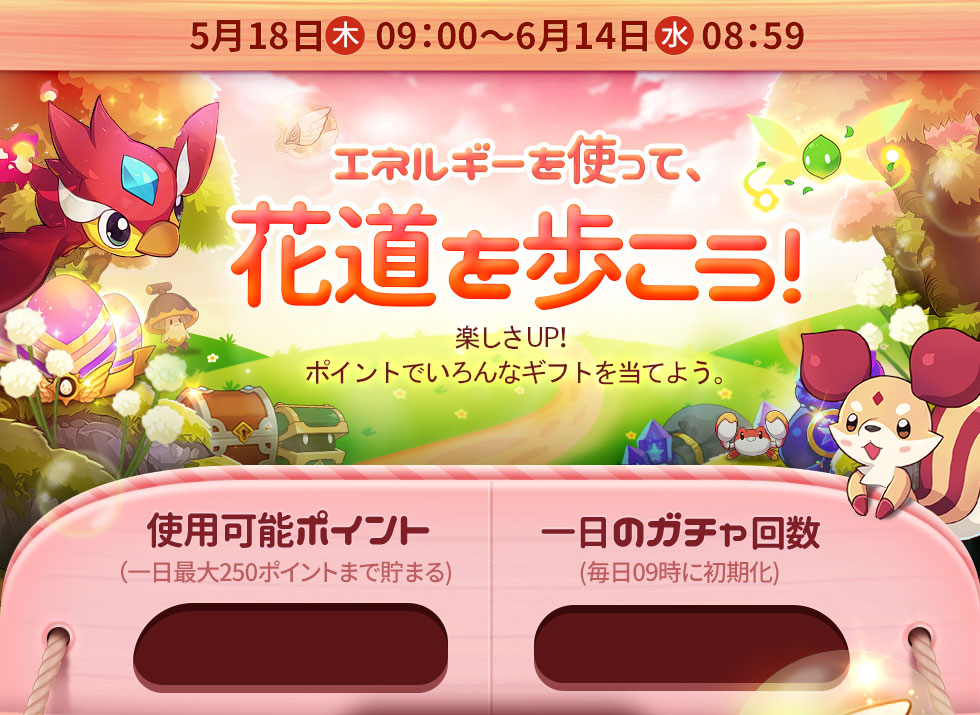 5月18日木 09:00～6月14日水 08:59
エネルギーを使って、
花道を歩こう!
楽しさUP!
ポイントでいろんなギフトを当てよう。
使用可能ポイント
(一日最大250ポイントまで貯まる)
一日のガチャ回数
(毎日09時に初期化)